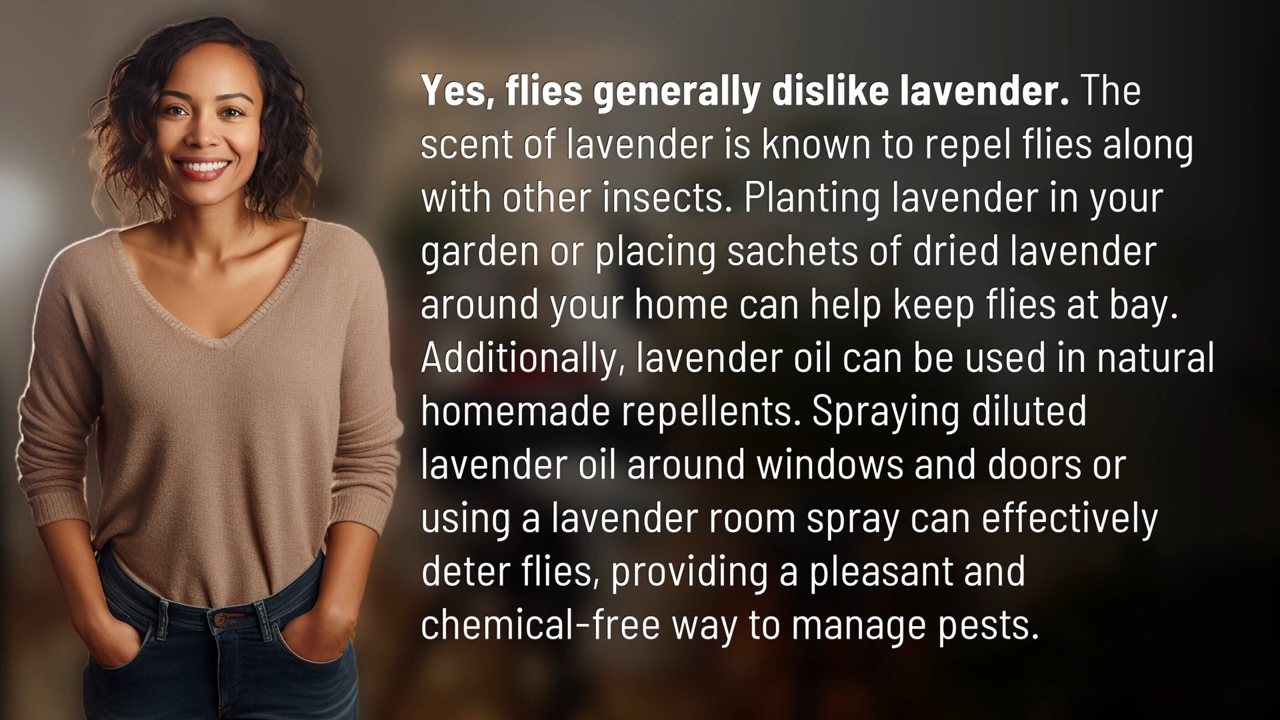 Yes, flies generally dislike lavender. The
scent of lavender is known to repel flies along
with other insects. Planting lavender in your
garden or placing sachets of dried lavender
around your home can help keep flies at bay.
Additionally, lavender oil can be used in natural
homemade repellents. Spraying diluted
lavender oil around windows and doors or
using a lavender room spray can effectively
deter flies, providing a pleasant and
chemical-free way to manage pests.